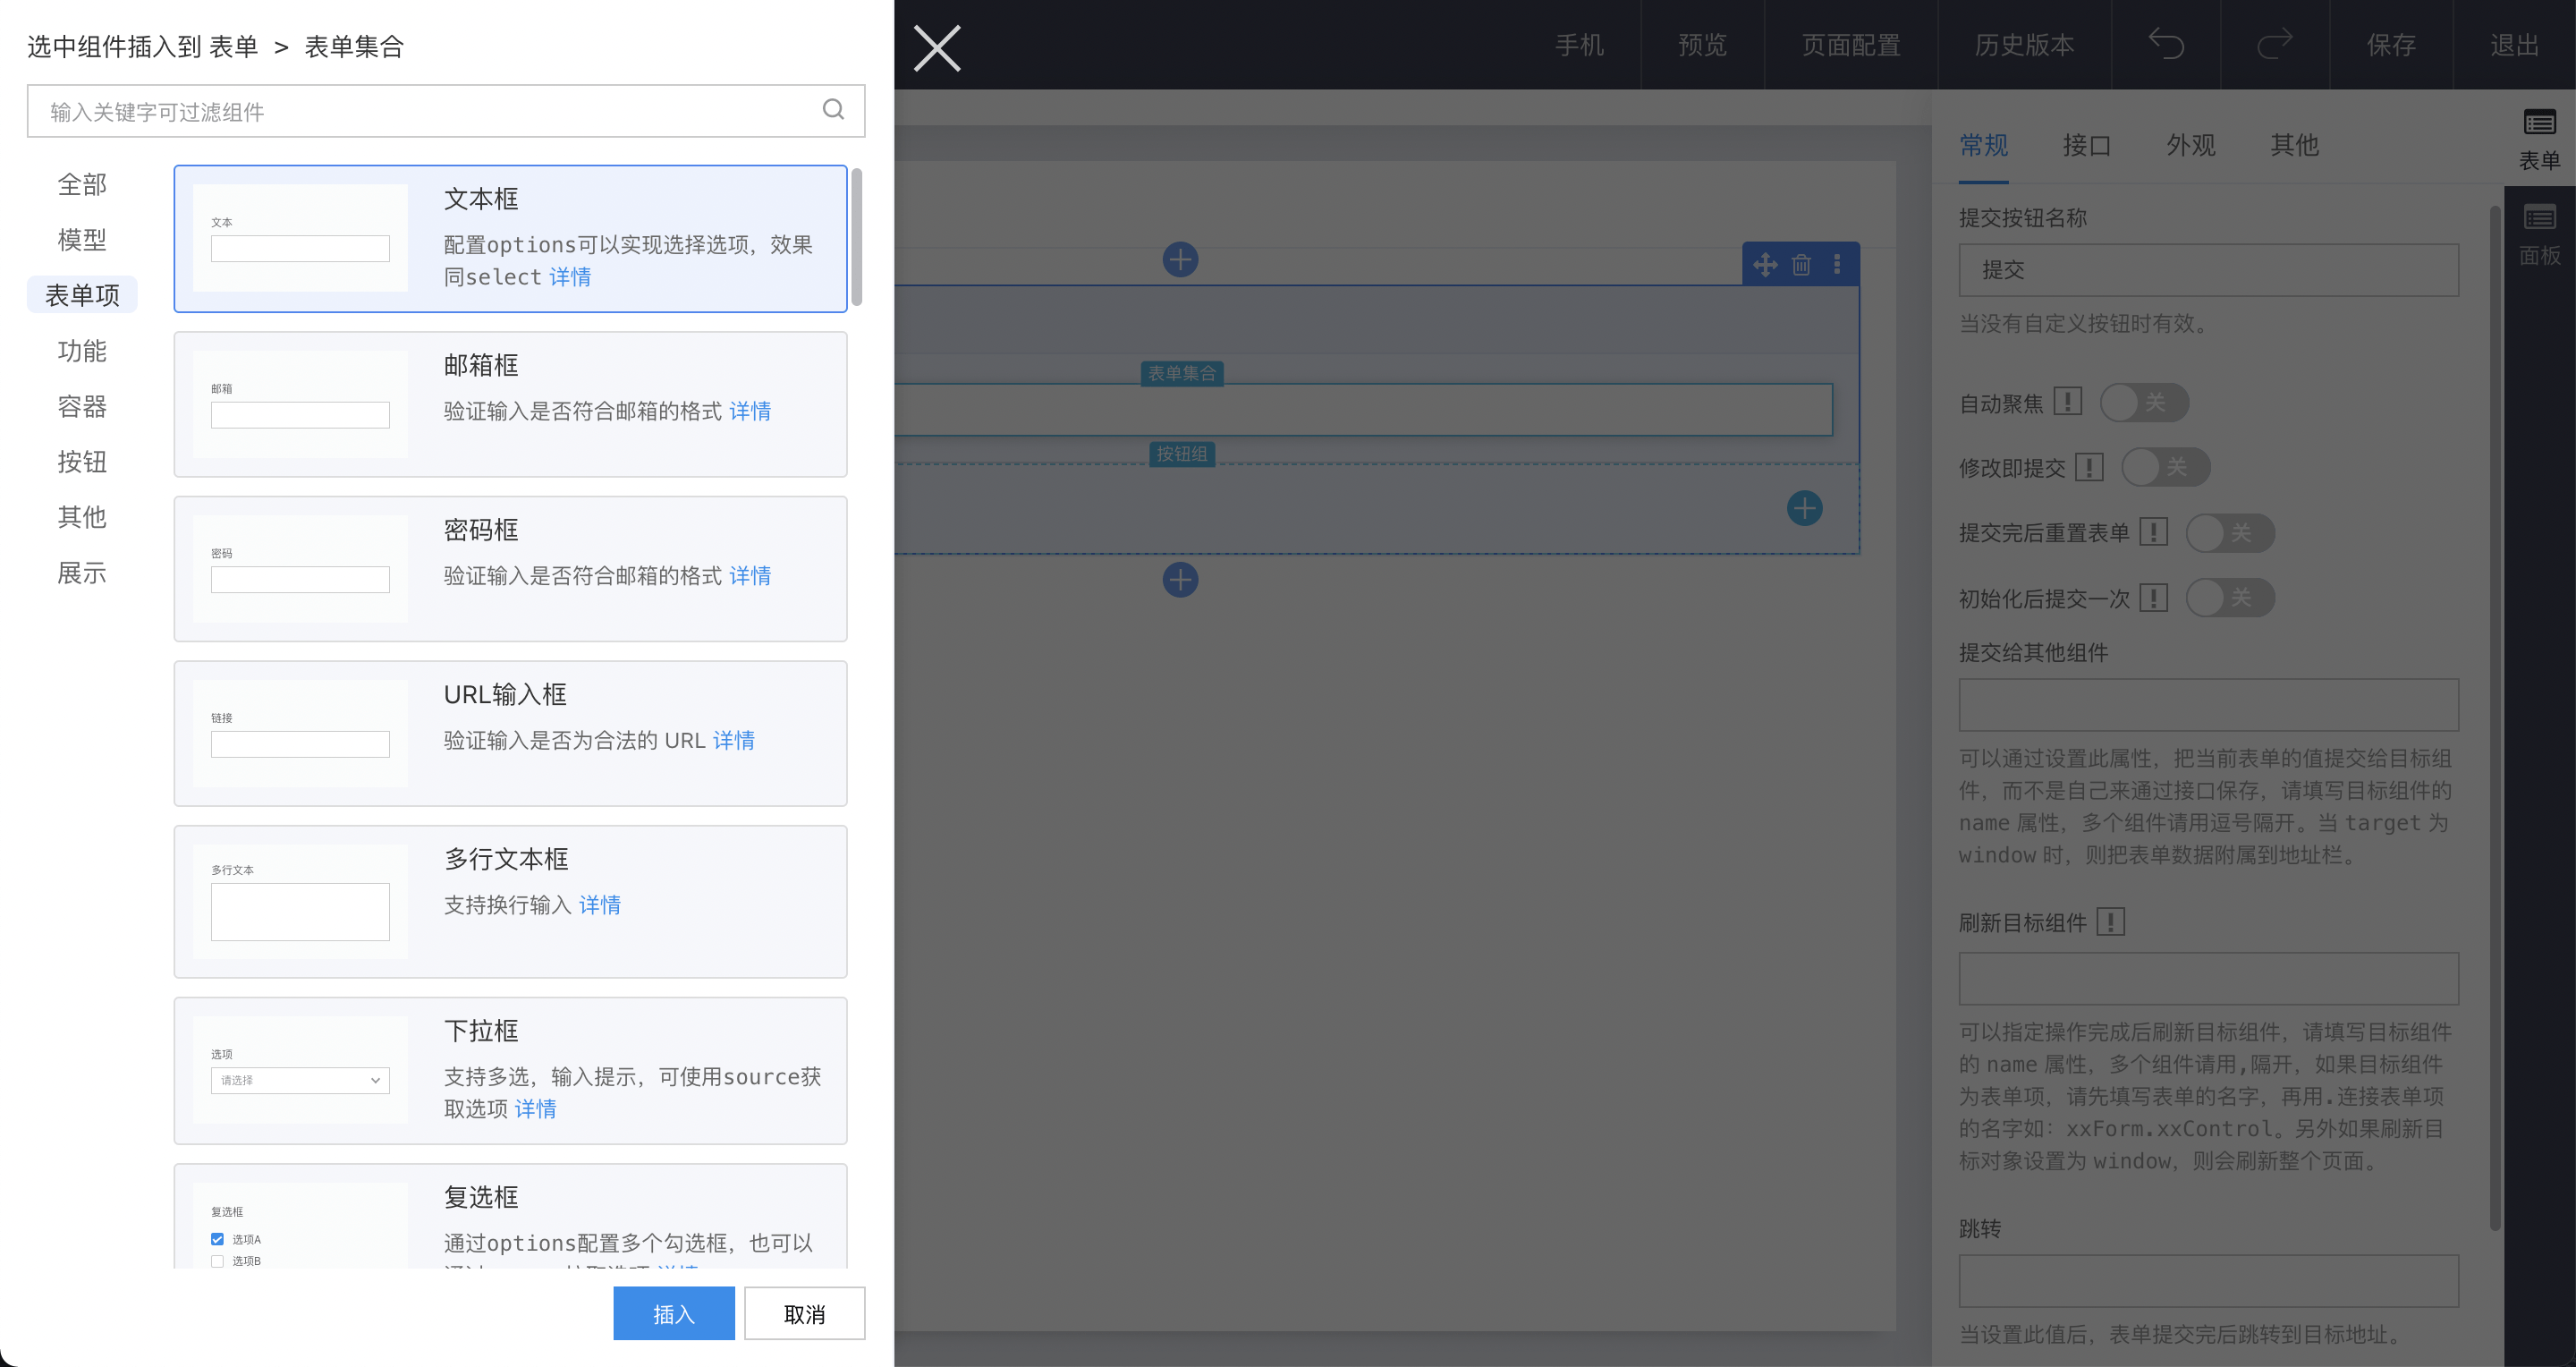 选中组件插入到 表单 > 表单集合
输入关键字可过滤组件
全部
模型
表单项
功能
容器
按钮
其他
展示
文本
文本框
配置options可以实现选择选项，效果
同select 详情
邮箱
邮箱框
验证输入是否符合邮箱的格式 详情
密码
密码框
验证输入是否符合邮箱的格式 详情
链接
URL输入框
验证输入是否为合法的 URL 详情
多行文本
多行文本框
支持换行输入 详情
选项
请选择
下拉框
支持多选，输入提示，可使用source获
取选项 详情
复选框
选项A
选项B
复选框
通过options配置多个勾选框，也可以
插入
取消
手机
预览
页面配置
历史版本
保存
退出
表单集合
按钮组
常规
接口
外观
其他
提交按钮名称
提交
当没有自定义按钮时有效。
自动聚焦
关
修改即提交
关
提交完后重置表单
关
初始化后提交一次
关
提交给其他组件
可以通过设置此属性，把当前表单的值提交给目标组
件，而不是自己来通过接口保存，请填写目标组件的
name 属性，多个组件请用逗号隔开。当 target 为
window 时，则把表单数据附属到地址栏。
刷新目标组件
可以指定操作完成后刷新目标组件，请填写目标组件
的 name 属性，多个组件请用,隔开，如果目标组件
为表单项，请先填写表单的名字，再用.连接表单项
的名字如：xxForm.xxControl。另外如果刷新目
标对象设置为 window，则会刷新整个页面。
跳转
当设置此值后，表单提交完后跳转到目标地址。
表单
面板